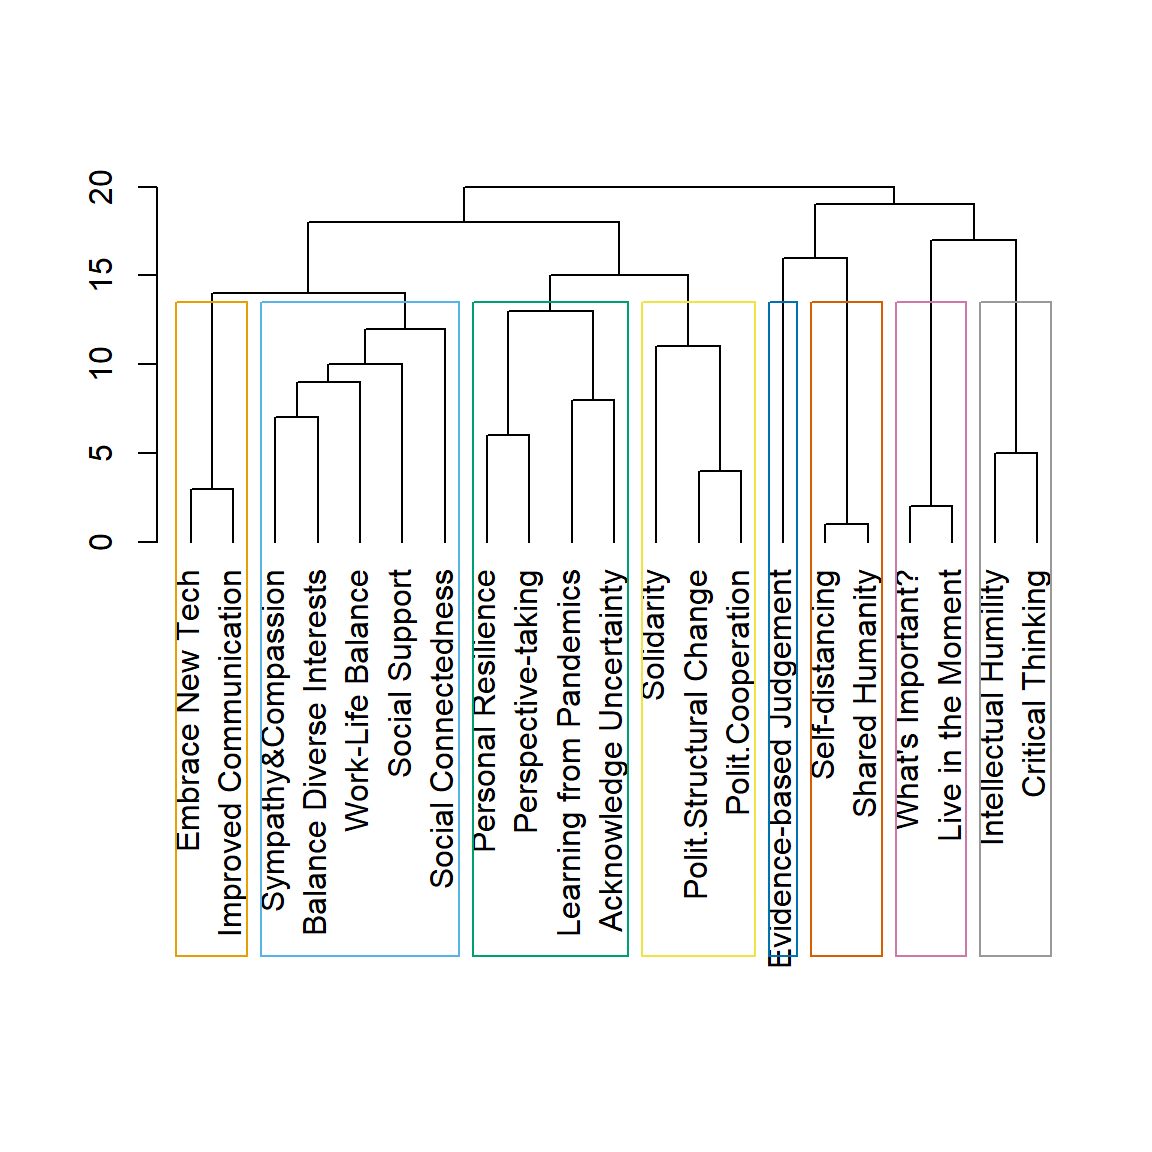 20
15
10
5
0
Embrace New Tech
Improved Communication
Sympathy&Compassion
Balance Diverse Interests
Work-Life Balance
Social Support
Social Connectedness
Personal Resilience
Perspective-taking
Learning from Pandemics
Acknowledge Uncertainty
Solidarity
Polit.Structural Change
Polit.Cooperation
Evidence-based Judgement
Self-distancing
Shared Humanity
What's Important?
Live in the Moment
Intellectual Humility
Critical Thinking